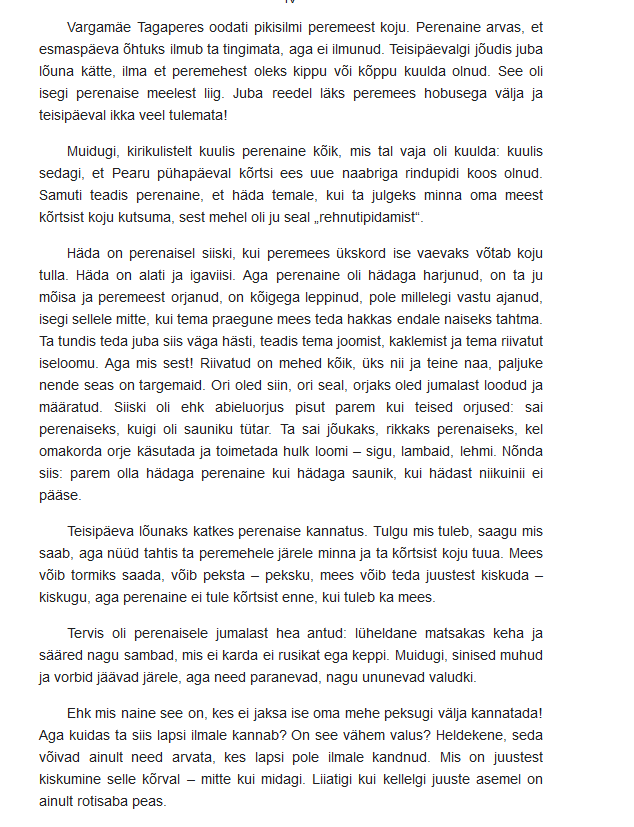 IV
Vargamäe Tagaperes oodati pikisilmi peremeest koju. Perenaine arvas, et
esmaspäeva õhtuks ilmub ta tingimata, aga ei ilmunud. Teisipäevalgi jõudis juba
lõuna kätte, ilma et peremehest oleks kippu või kõppu kuulda olnud. See oli
isegi perenaise meelest liig. Juba reedel läks peremees hobusega välja ja
teisipäeval ikka veel tulemata!
Muidugi, kirikulistelt kuulis perenaine kõik, mis tal vaja oli kuulda: kuulis
sedagi, et Pearu pühapäeval kõrtsi ees uue naabriga rindupidi koos olnud.
Samuti teadis perenaine, et häda temale, kui ta julgeks minna oma meest
kõrtsist koju kutsuma, sest mehel oli ju seal „rehnutipidamist“.
Häda on perenaisel siiski, kui peremees ükskord ise vaevaks võtab koju
tulla. Häda on alati ja igaviisi. Aga perenaine oli hädaga harjunud, on ta ju
mõisa ja peremeest orjanud, on kõigega leppinud, pole millelegi vastu ajanud,
isegi sellele mitte, kui tema praegune mees teda hakkas endale naiseks tahtma.
Ta tundis teda juba siis väga hästi, teadis tema joomist, kaklemist ja tema riivatut
iseloomu. Aga mis sest! Riivatud on mehed kõik, üks nii ja teine naa, paljuke
nende seas on targemaid. Ori oled siin, ori seal, orjaks oled jumalast loodud ja
määratud. Siiski oli ehk abieluorjus pisut parem kui teised orjused: sai
perenaiseks, kuigi oli sauniku tütar. Ta sai jõukaks, rikkaks perenaiseks, kel
omakorda orje käsutada ja toimetada hulk loomi – sigu, lambaid, lehmi. Nõnda
siis: parem olla hädaga perenaine kui hädaga saunik, kui hädast niikuinii ei
pääse.
Teisipäeva lõunaks katkes perenaise kannatus. Tulgu mis tuleb, saagu mis
saab, aga nüüd tahtis ta peremehele järele minna ja ta kõrtsist koju tuua. Mees
võib tormiks saada, võib peksta – peksku, mees võib teda juustest kiskuda –
kiskugu, aga perenaine ei tule kõrtsist enne, kui tuleb ka mees.
Tervis oli perenaisele jumalast hea antud: lüheldane matsakas keha ja
sääred nagu sambad, mis ei karda ei rusikat ega keppi. Muidugi, sinised muhud
ja vorbid jäävad järele, aga need paranevad, nagu ununevad valudki.
Ehk mis naine see on, kes ei jaksa ise oma mehe peksugi välja kannatada!
Aga kuidas ta siis lapsi ilmale kannab? On see vähem valus? Heldekene, seda
võivad ainult need arvata, kes lapsi pole ilmale kandnud. Mis on juustest
kiskumine selle kõrval – mitte kui midagi. Liiatigi kui kellelgi juuste asemel on
ainult rotisaba peas.